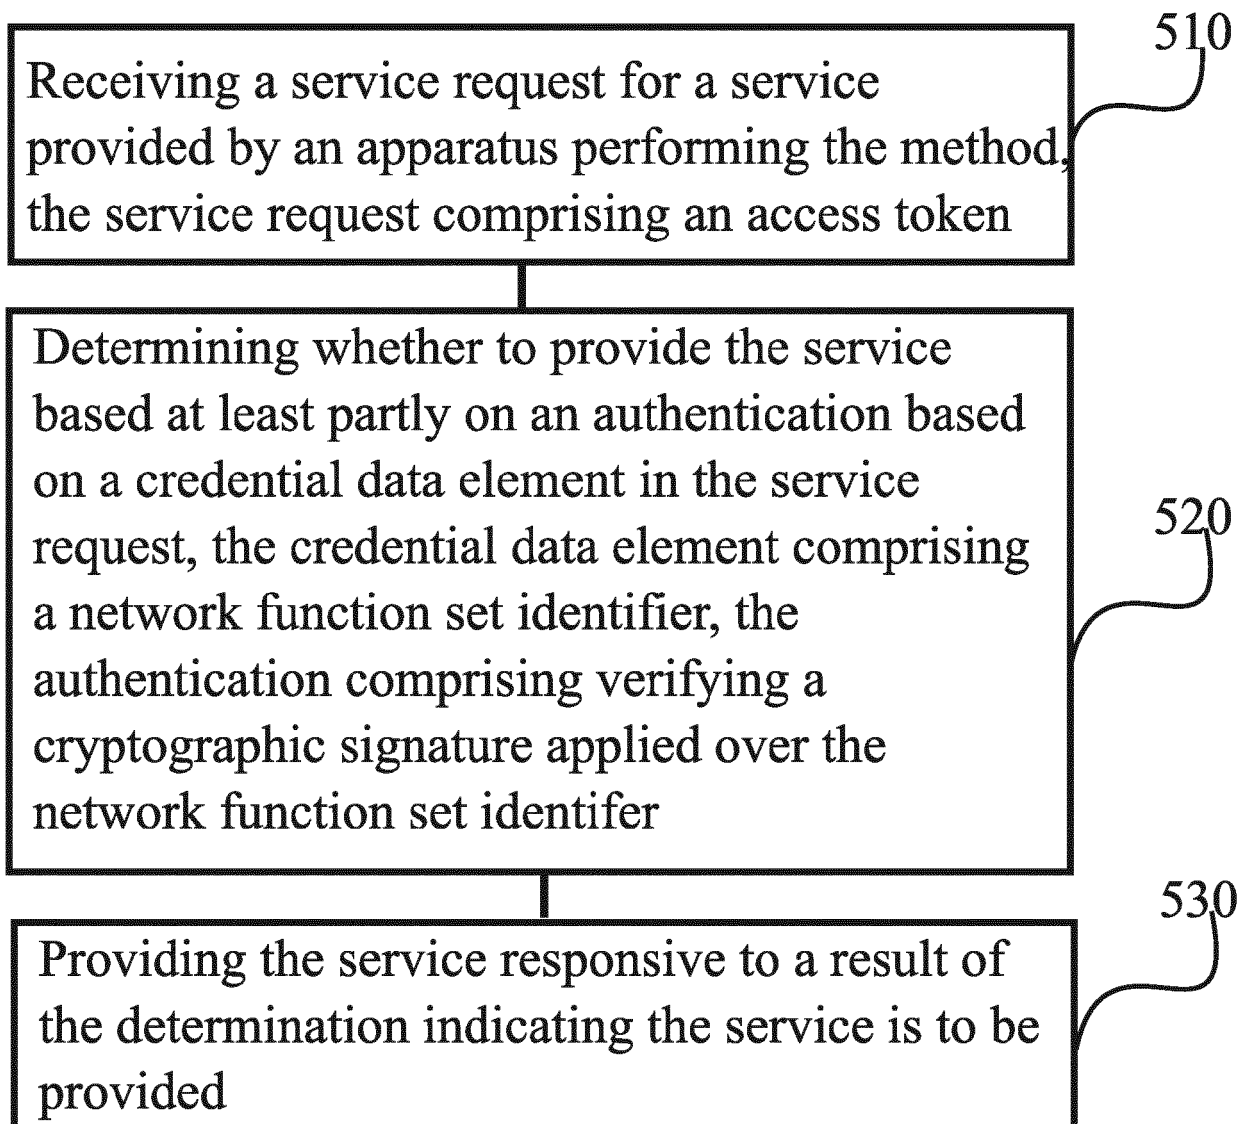 510
Receiving a service request for a service
provided by an apparatus performing the method,
the service request comprising an access token
Determining whether to provide the service
based at least partly on an authentication based
on a credential data element in the service
request, the credential data element comprising
a network function set identifier, the
authentication comprising verifying a
cryptographic signature applied over the
network function set identifer
520
530
Providing the service responsive to a result of
the determination indicating the service is to be
provided